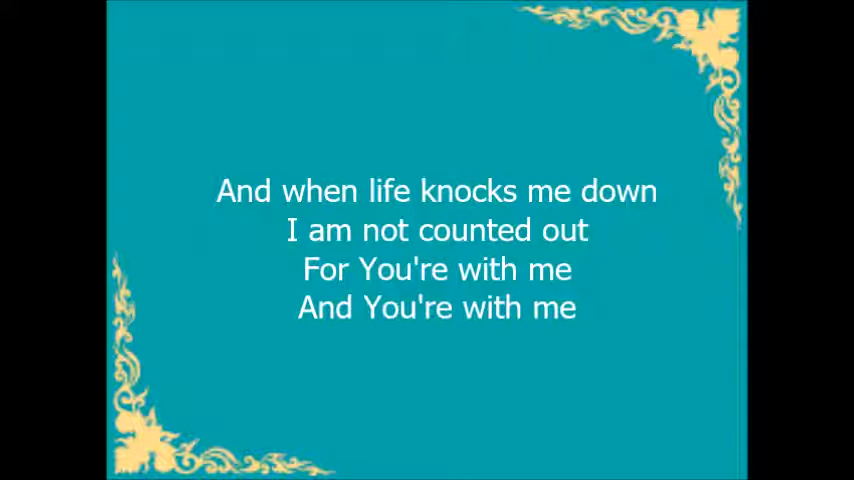 And when life knocks me down
I am not counted out
For You're with me
And You're with me